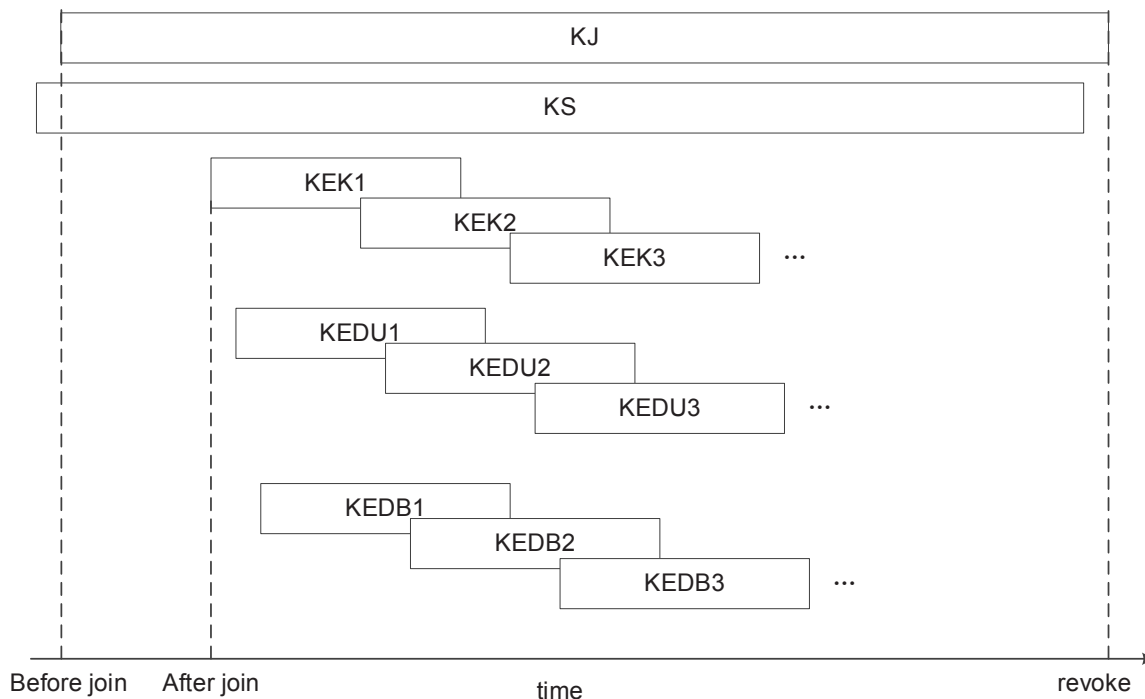 KJ
KS
KEK1
KEK2
KEK3
...
KEDU1
KEDU2
KEDU3
...
KEDB1
KEDB2
KEDB3
...
Before join After join time revoke